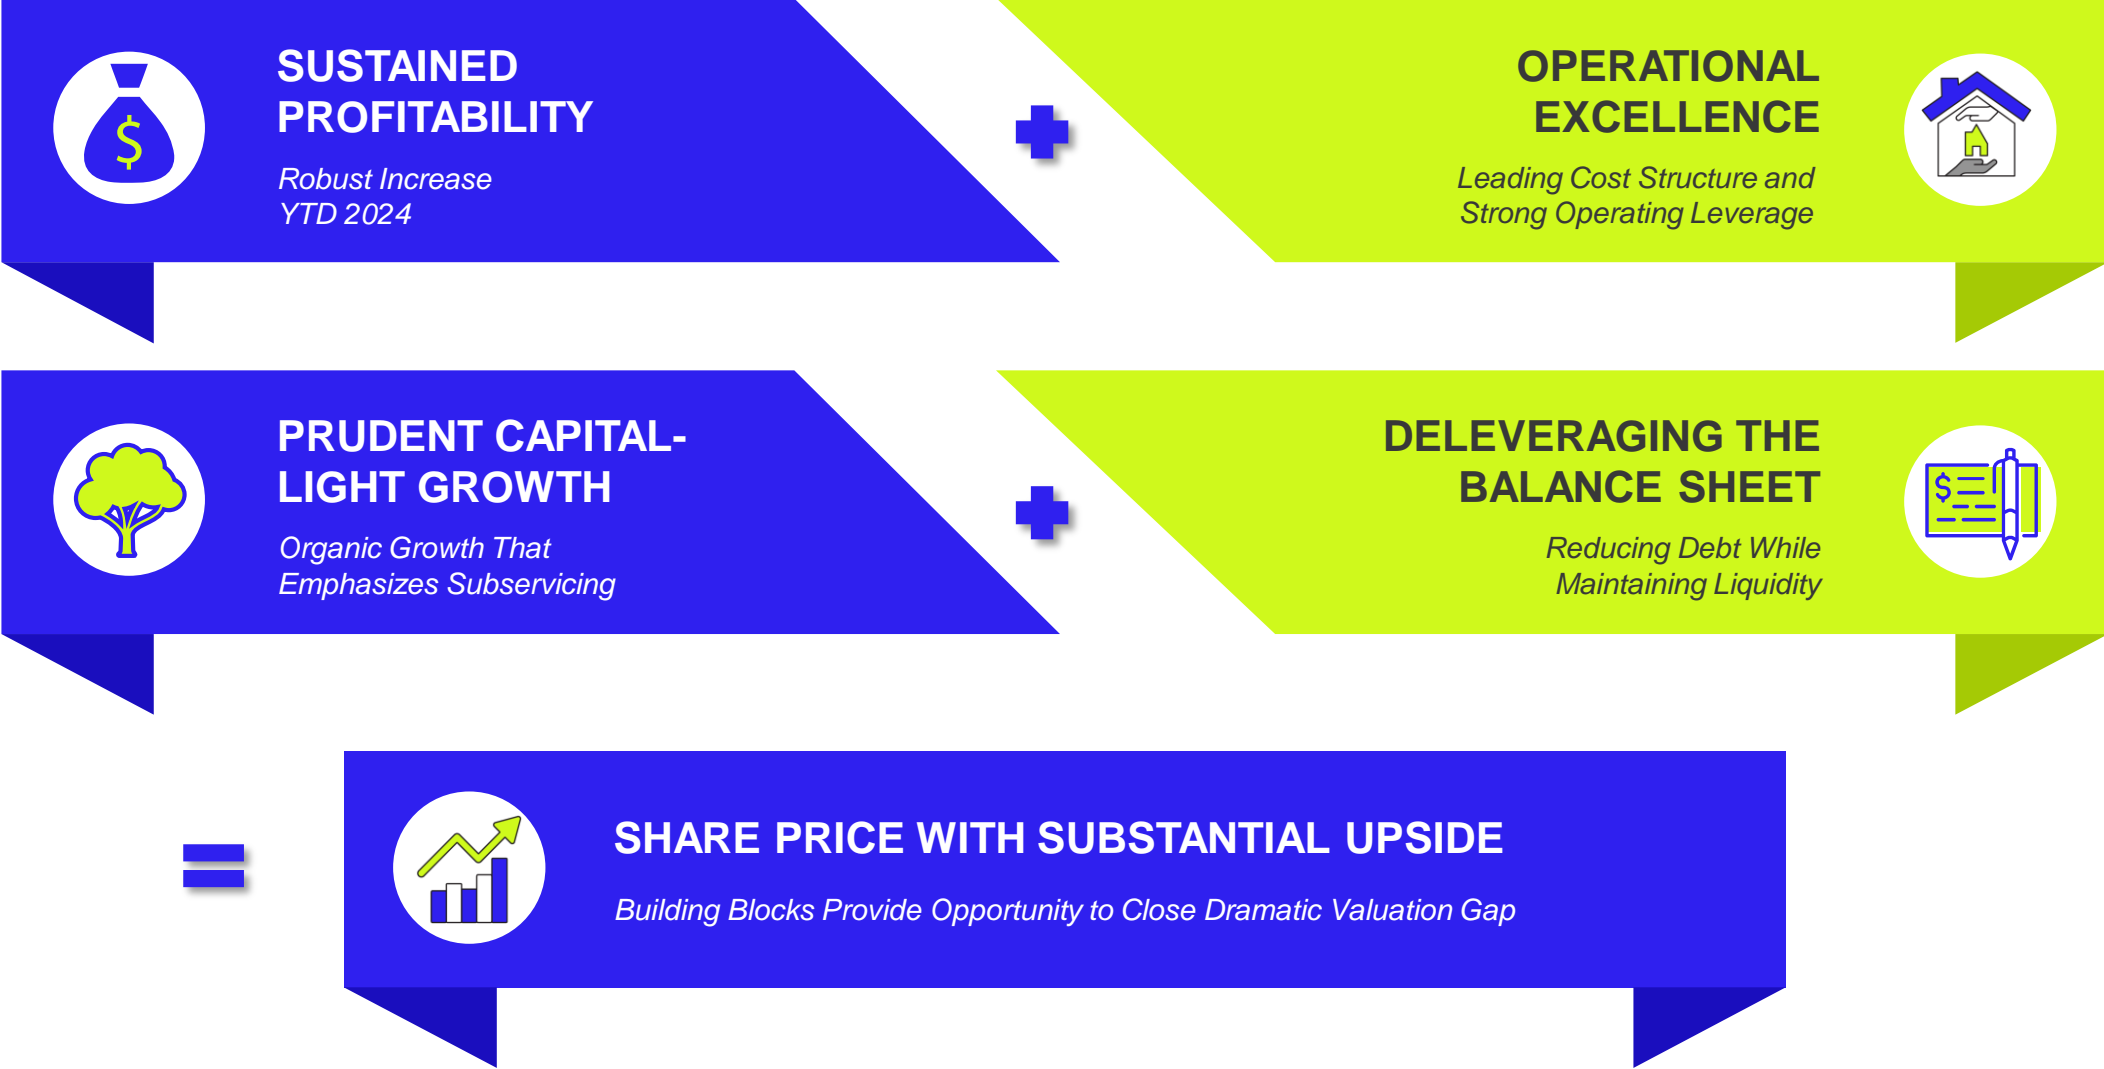 SUSTAINED
PROFITABILITY
Robust Increase
YTD 2024
$
OPERATIONAL
EXCELLENCE
Leading Cost Structure and
Strong Operating Leverage
PRUDENT CAPITAL-
LIGHT GROWTH
Organic Growth That
Emphasizes Subservicing
DELEVERAGING THE
BALANCE SHEET
Reducing Debt While
Maintaining Liquidity
$
SHARE PRICE WITH SUBSTANTIAL UPSIDE
Building Blocks Provide Opportunity to Close Dramatic Valuation Gap